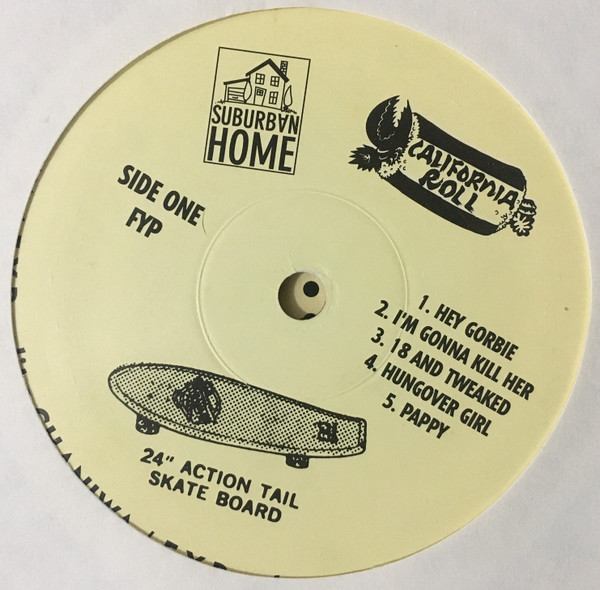 SUBURBAN
HOME
CALIFORNIA
ROLL
SIDE ONE
FYP
1. HEY GORBIE
2. I'M GONNA KILL HER
3. 18 AND TWEAKED
4. HUNGOVER GIRL
5. PAPPY
24" ACTION TAIL
SKATE BOARD